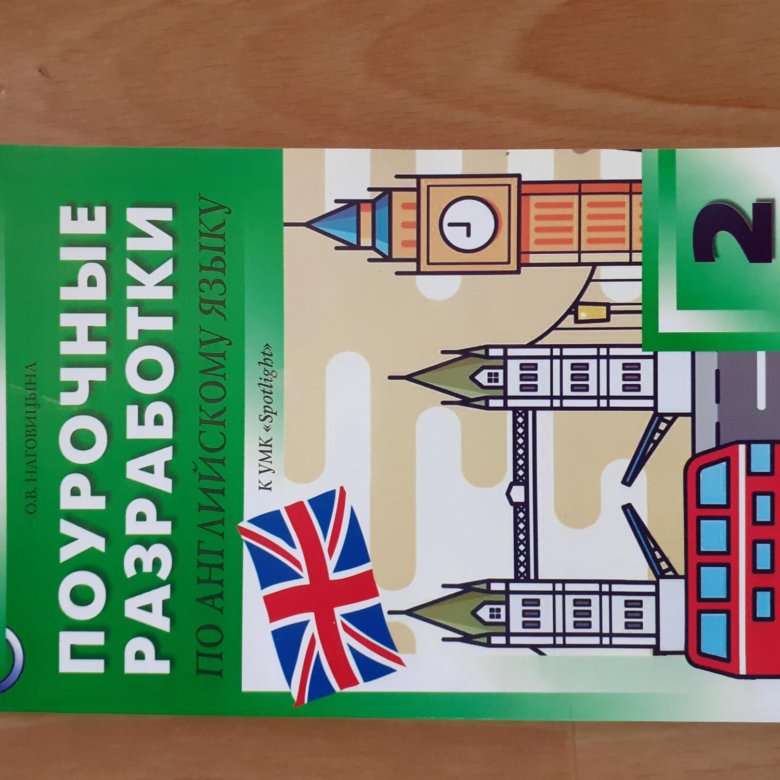 О.В. НАГОВИЦЫНА
ПОУРОЧНЫЕ
РАЗРАБОТКИ
ПО АНГЛИЙСКОМУ ЯЗЫКУ
К УМК «Spotlight»
2